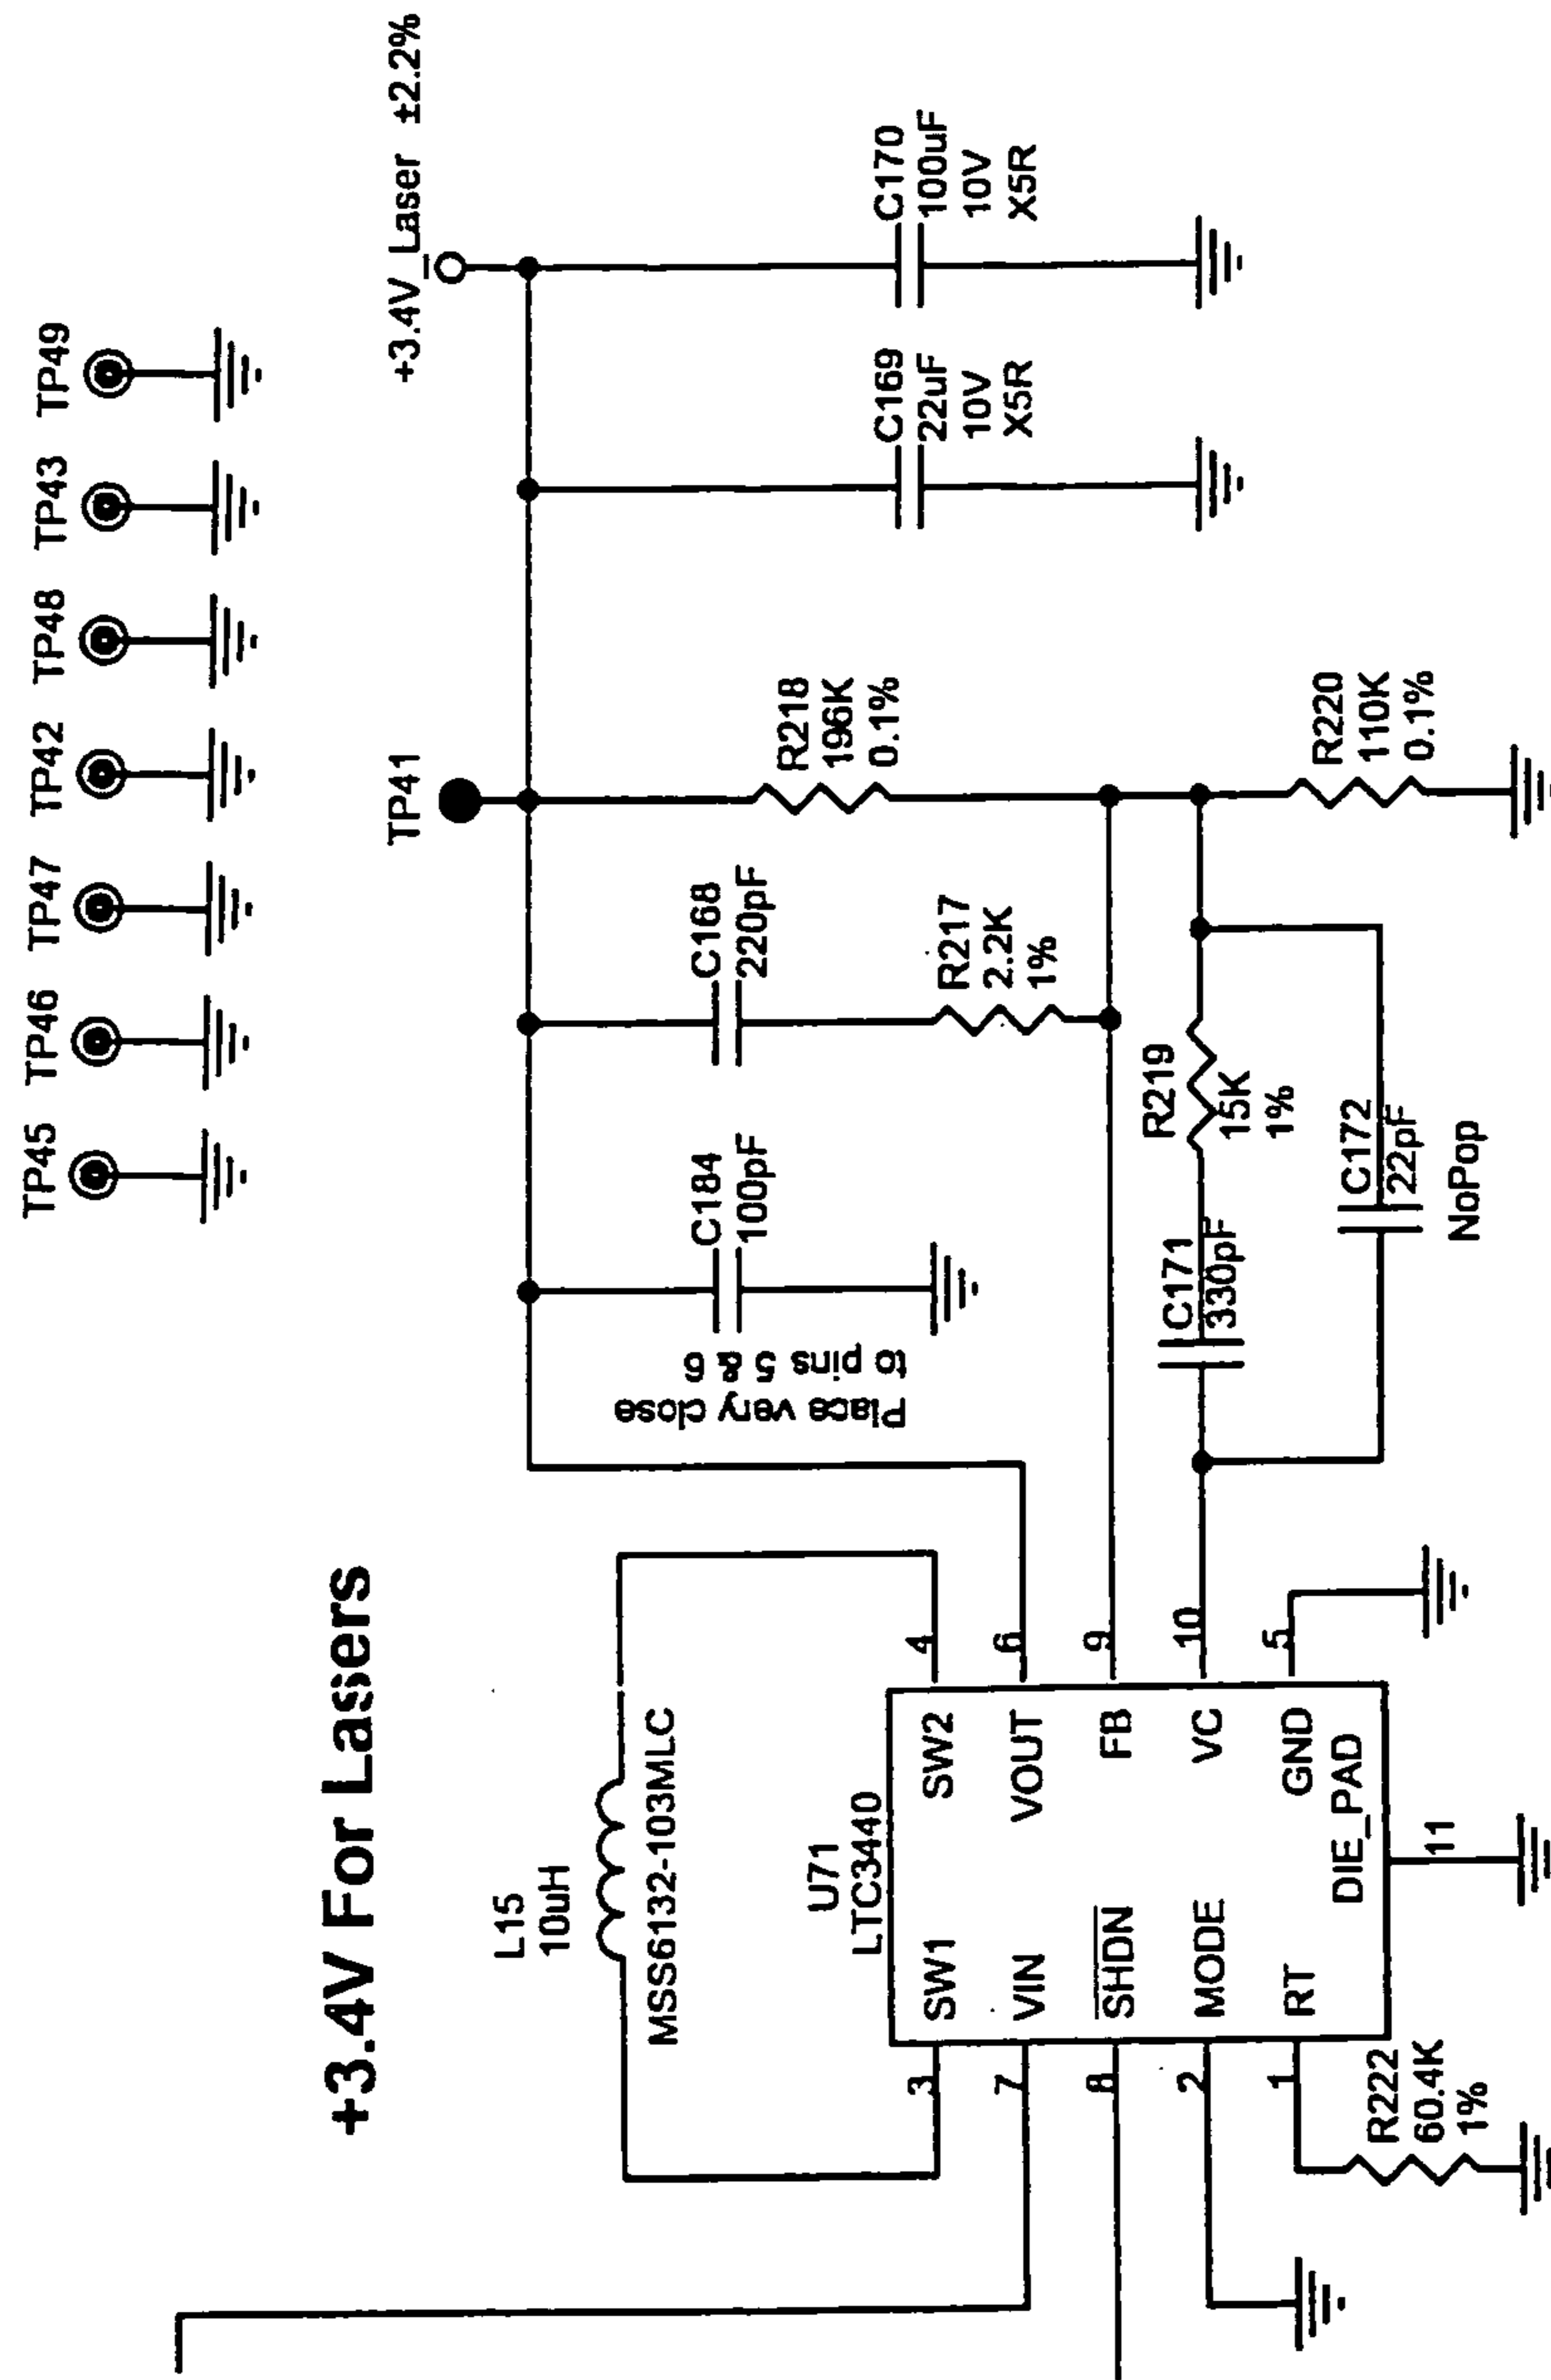 +3.4V For Lasers
TP45
TP46
TP47
TP42
TP48
TP43
TP49
+3.4V_Laser ±2.2%
TP41
L15
10uH
MSS6132-103MLC
U71
LTC3440
SW1
VIN
SHDN
MODE
RT
SW2
VOUT
FB
VC
GND
DIE_PAD
3
7
8
2
1
4
6
9
10
5
11
R222
60.4K
1%
Place very close
to pins 5 & 6
C184
100pF
C168
220pF
R217
2.2K
1%
R218
196K
0.1%
C169
22uF
10V
X5R
C170
100uF
10V
X5R
C171
330pF
R219
15K
1%
C172
22pF
NoPop
R220
110K
0.1%